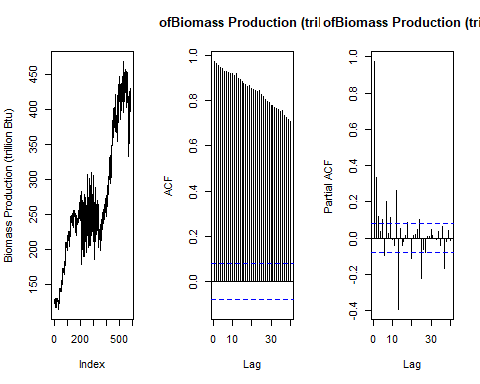 ofBiomass Production (tril
ofBiomass Production (tri
Biomass Production (trillion Btu)
150 200 250 300 350 400 450
0 200 500
Index
ACF
0.0 0.2 0.4 0.6 0.8 1.0
0 10 30
Lag
Partial ACF
-0.4 -0.2 0.0 0.2 0.4 0.6 0.8 1.0
0 10 30
Lag